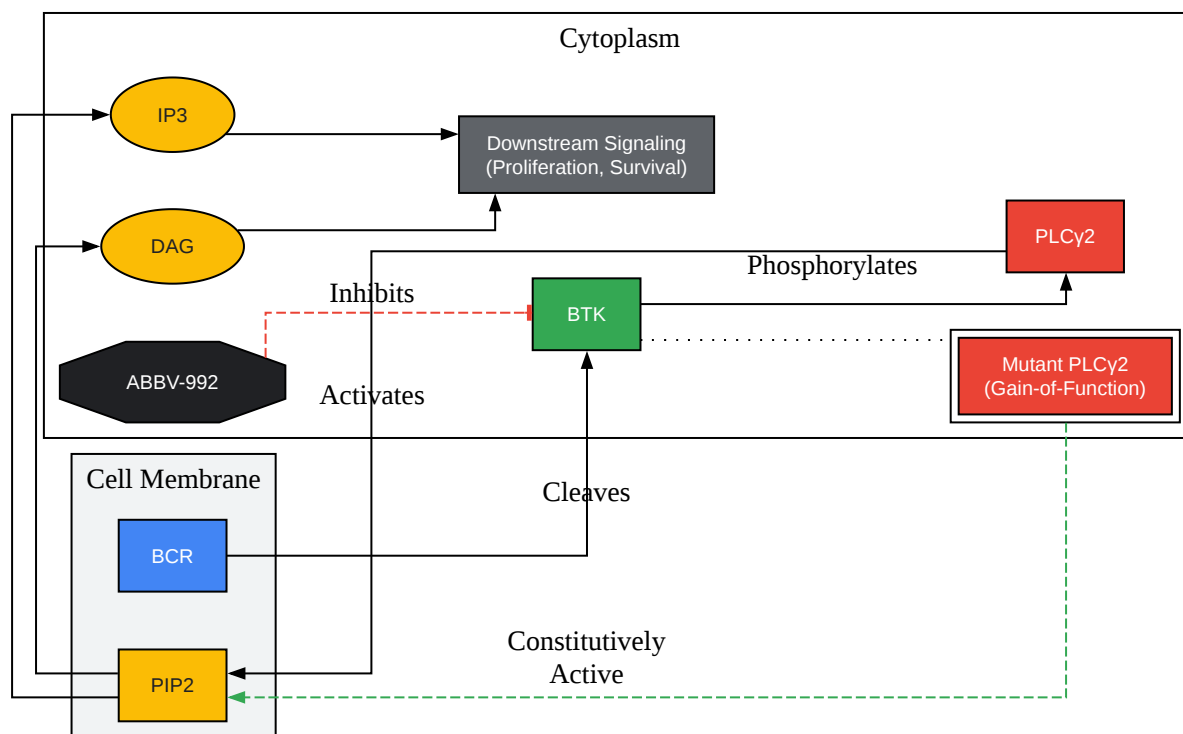 Cytoplasm
IP3
Downstream Signaling
(Proliferation, Survival)
DAG
PLCγ2
Phosphorylates
Inhibits
BTK
ABBV-992
Activates
Mutant PLCγ2
(Gain-of-Function)
Cell Membrane
Cleaves
BCR
Constitutively
Active
PIP2